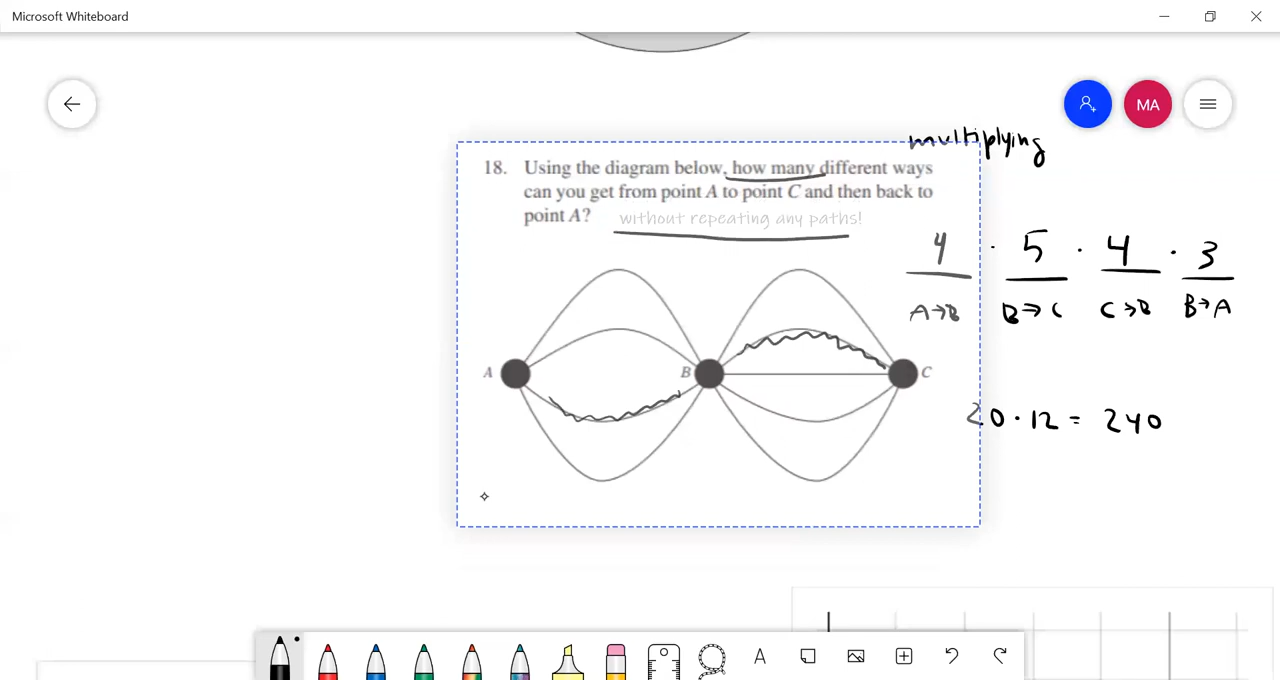 Microsoft Whiteboard
MA
multiplying
18. Using the diagram below, how many different ways
can you get from point A to point C and then back to
point A? without repeating any paths!
4 · 5 · 4 · 3
A→B B→C C→B B→A
A B C
20 · 12 = 240
A